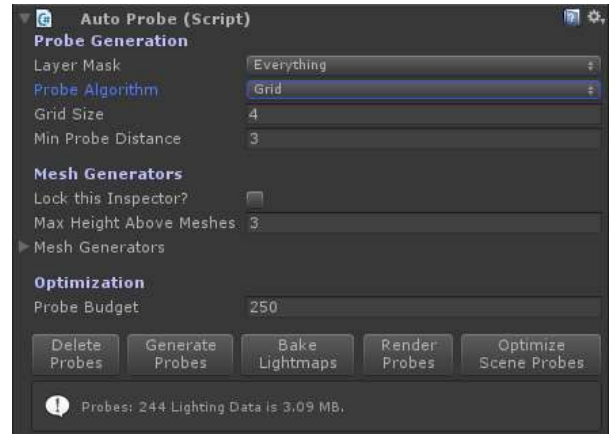 Auto Probe (Script)
Probe Generation
Layer Mask Everything
Probe Algorithm Grid
Grid Size 4
Min Probe Distance 3
Mesh Generators
Lock this Inspector?
Max Height Above Meshes 3
Mesh Generators
Optimization
Probe Budget 250
Delete Probes
Generate Probes
Bake Lightmaps
Render Probes
Optimize Scene Probes
Probes: 244 Lighting Data is 3.09 MB.